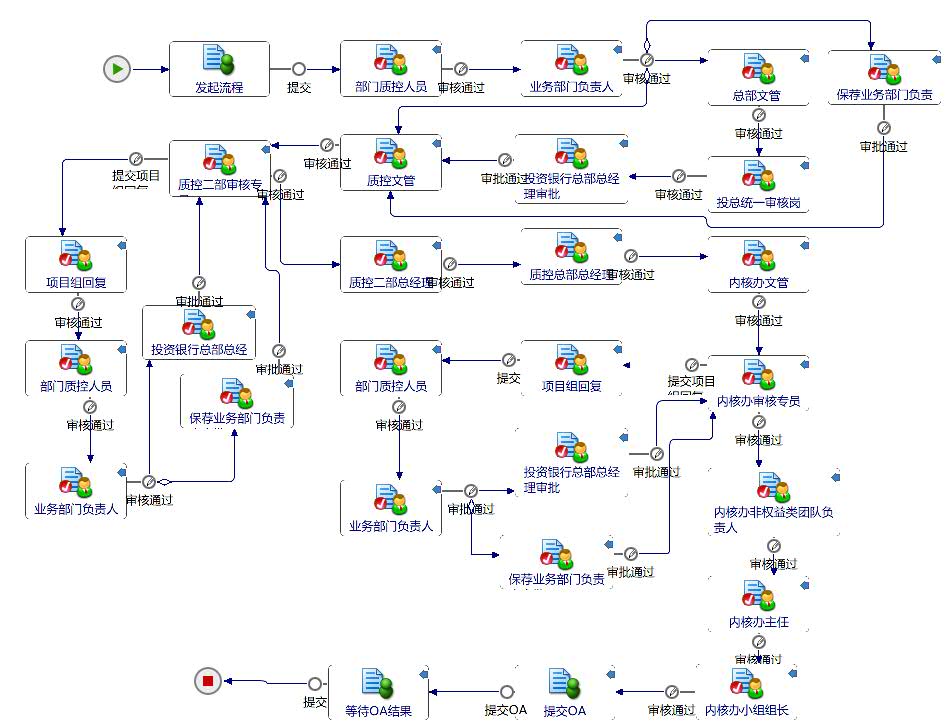 发起流程
提交
部门质控人员
审核通过
业务部门负责人
审核通过
总部文管
保荐业务部门负责
审核通过
审批通过
提交项目
质控二部审核专
审核通过
审核通过
质控文管
审批通过
投资银行总部总经
理审批
审核通过
投总统一审核岗
项目组回复
审核通过
审批通过
投资银行总部总经
质控二部总经理
审核通过
质控总部总经理
审核通过
内核办文管
审核通过
部门质控人员
审核通过
保荐业务部门负责
审批通过
部门质控人员
审核通过
提交
项目组回复
提交项目
内核办审核专员
审核通过
业务部门负责人
审核通过
业务部门负责人
审批通过
投资银行总部总经
理审批
审批通过
保荐业务部门负责
审批通过
内核办非权益类团队负
责人
审核通过
内核办主任
审核通过
提交
等待OA结果
提交OA
提交OA
审核通过
内核办小组组长